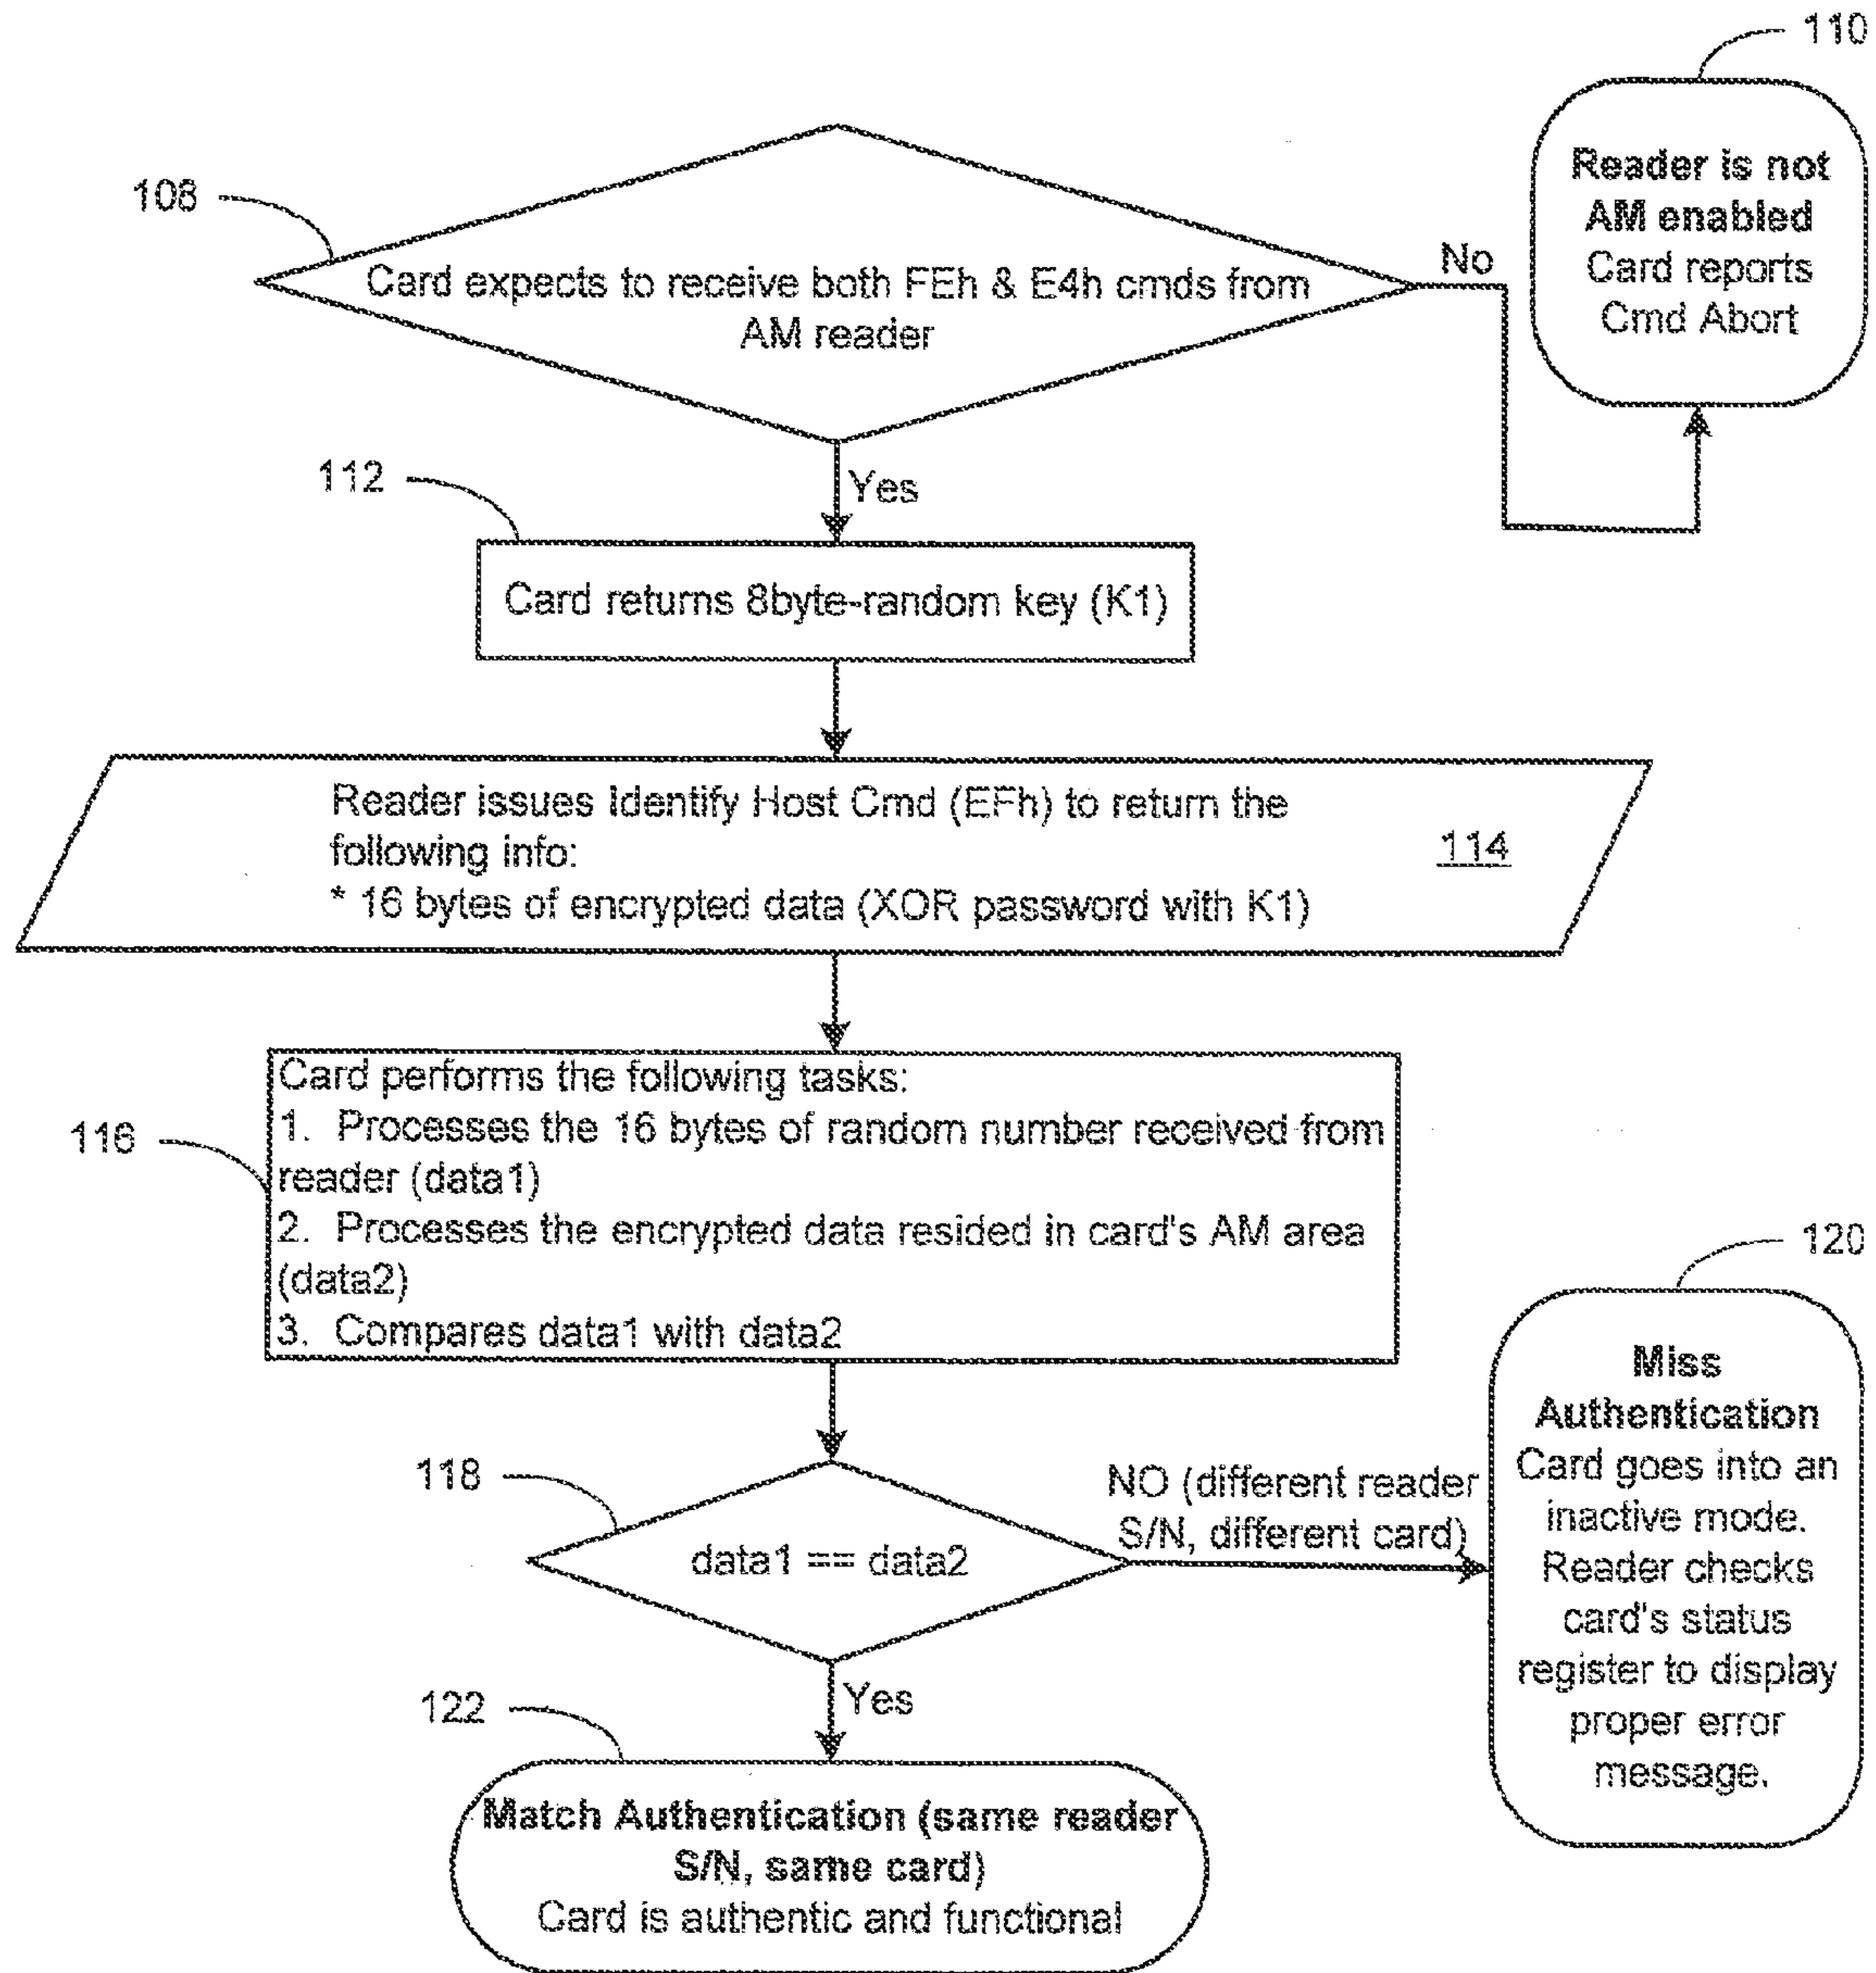 110
Reader is not
AM enabled
Card reports
Cmd Abort
108
Card expects to receive both FEh & E4h cmds from
AM reader
No
Yes
112
Card returns 8byte-random key (K1)
Reader issues Identify Host Cmd (EFh) to return the
following info:
* 16 bytes of encrypted data (XOR password with K1)
114
116
Card performs the following tasks:
1. Processes the 16 bytes of random number received from
reader (data1)
2. Processes the encrypted data resided in card's AM area
(data2)
3. Compares data1 with data2
118
data1 == data2
NO (different reader
S/N, different card)
120
Miss
Authentication
Card goes into an
inactive mode.
Reader checks
card's status
register to display
proper error
message.
Yes
122
Match Authentication (same reader
S/N, same card)
Card is authentic and functional